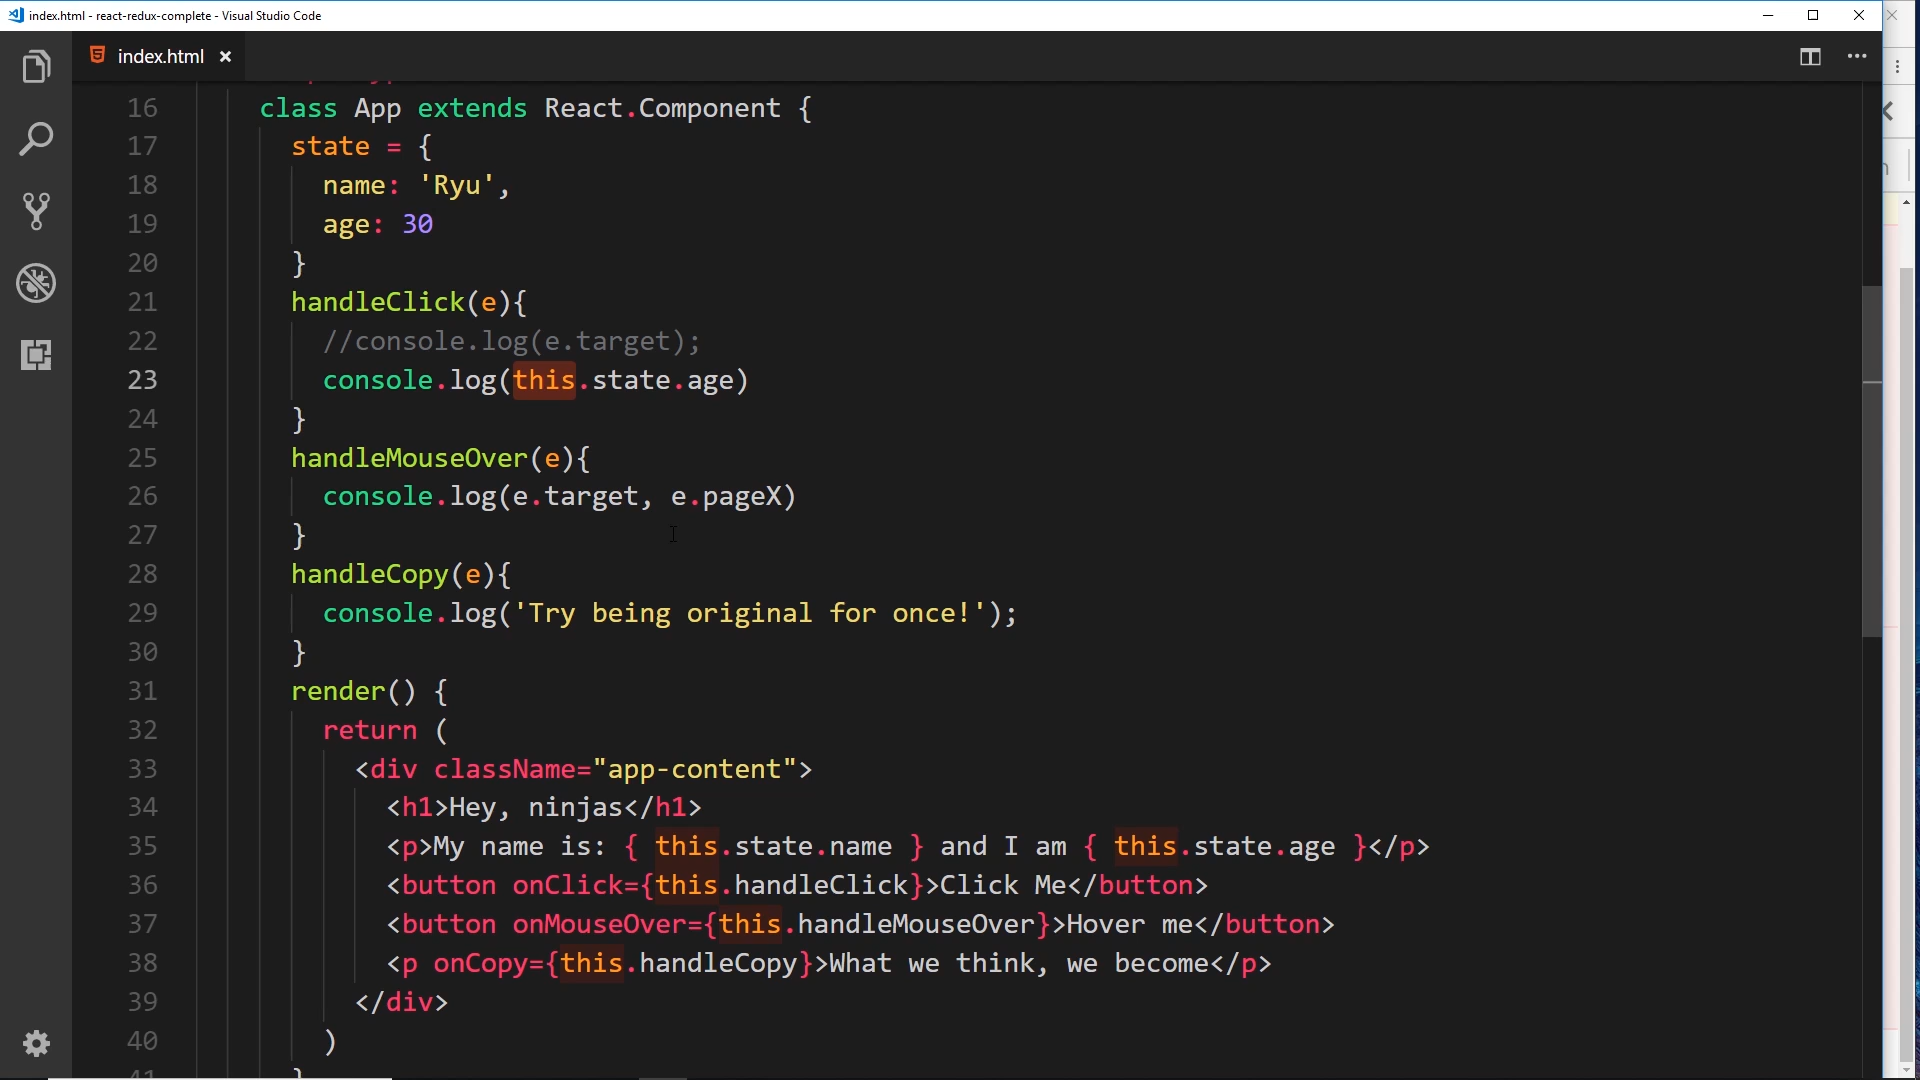 index.html - react-redux-complete - Visual Studio Code
index.html
16 class App extends React.Component {
17 state = {
18 name: 'Ryu',
19 age: 30
20 }
21 handleClick(e){
22 //console.log(e.target);
23 console.log(this.state.age)
24 }
25 handleMouseOver(e){
26 console.log(e.target, e.pageX)
27 }
28 handleCopy(e){
29 console.log('Try being original for once!');
30 }
31 render() {
32 return (
33 <div className="app-content">
34 <h1>Hey, ninjas</h1>
35 <p>My name is: { this.state.name } and I am { this.state.age }</p>
36 <button onClick={this.handleClick}>Click Me</button>
37 <button onMouseOver={this.handleMouseOver}>Hover me</button>
38 <p onCopy={this.handleCopy}>What we think, we become</p>
39 </div>
40 )
41 }